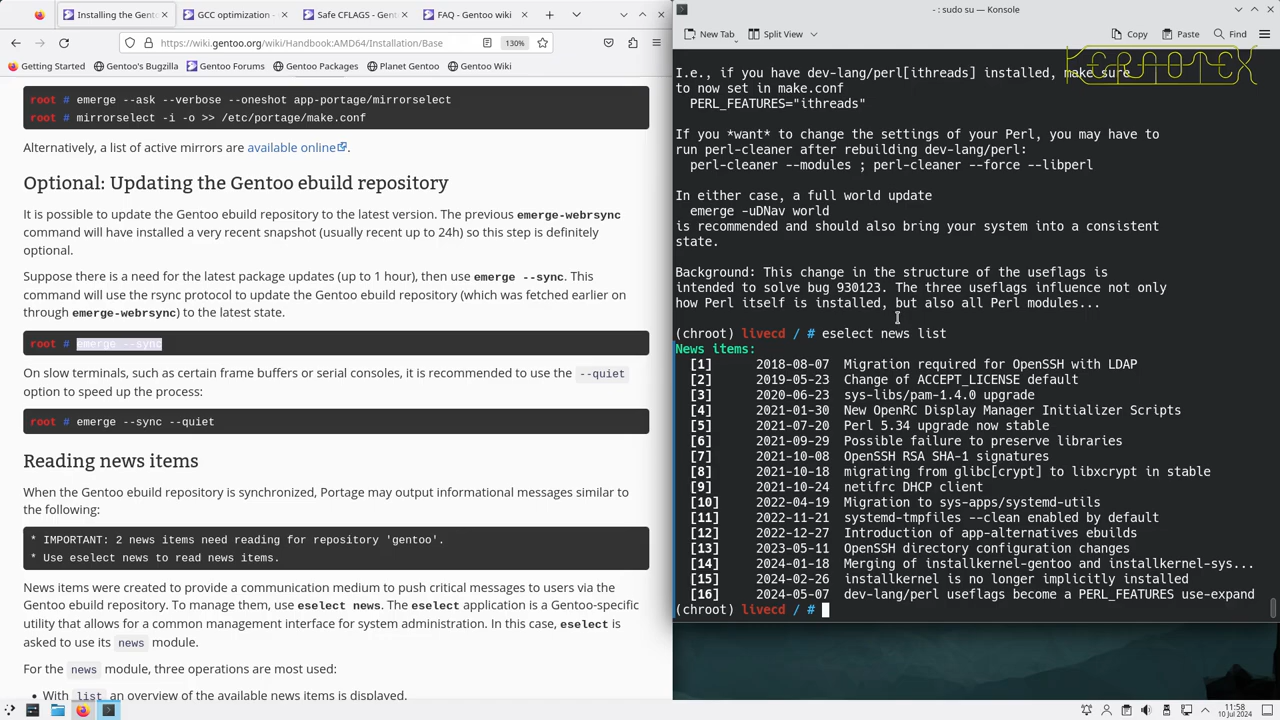 Installing the Gento
GCC optimization -
Safe CFLAGS - Gent
FAQ - Gentoo wiki
https://wiki.gentoo.org/wiki/Handbook:AMD64/Installation/Base
130%
Getting Started
Gentoo's Bugzilla
Gentoo Forums
Gentoo Packages
Planet Gentoo
Gentoo Wiki
root # emerge --ask --verbose --oneshot app-portage/mirrorselect
root # mirrorselect -i -o >> /etc/portage/make.conf
Alternatively, a list of active mirrors are available online.
Optional: Updating the Gentoo ebuild repository
It is possible to update the Gentoo ebuild repository to the latest version. The previous emerge-webrsync
command will have installed a very recent snapshot (usually recent up to 24h) so this step is definitely
optional.
Suppose there is a need for the latest package updates (up to 1 hour), then use emerge --sync. This
command will use the rsync protocol to update the Gentoo ebuild repository (which was fetched earlier on
through emerge-webrsync) to the latest state.
root # emerge --sync
On slow terminals, such as certain frame buffers or serial consoles, it is recommended to use the --quiet
option to speed up the process:
root # emerge --sync --quiet
Reading news items
When the Gentoo ebuild repository is synchronized, Portage may output informational messages similar to
the following:
* IMPORTANT: 2 news items need reading for repository 'gentoo'.
* Use eselect news to read news items.
News items were created to provide a communication medium to push critical messages to users via the
Gentoo ebuild repository. To manage them, use eselect news. The eselect application is a Gentoo-specific
utility that allows for a common management interface for system administration. In this case, eselect is
asked to use its news module.
For the news module, three operations are most used:
• With list an overview of the available news items is displayed.
- : sudo su — Konsole
New Tab
Split View
Copy
Paste
Find
KERNOTEX
I.e., if you have dev-lang/perl[ithreads] installed, make sure
to now set in make.conf
PERL_FEATURES="ithreads"
If you *want* to change the settings of your Perl, you may have to
run perl-cleaner after rebuilding dev-lang/perl:
perl-cleaner --modules ; perl-cleaner --force --libperl
In either case, a full world update
emerge -uDNav world
is recommended and should also bring your system into a consistent
state.
Background: This change in the structure of the useflags is
intended to solve bug 930123. The three useflags influence not only
how Perl itself is installed, but also all Perl modules...
(chroot) livecd / # eselect news list
News items:
[1] 2018-08-07 Migration required for OpenSSH with LDAP
[2] 2019-05-23 Change of ACCEPT_LICENSE default
[3] 2020-06-23 sys-libs/pam-1.4.0 upgrade
[4] 2021-01-30 New OpenRC Display Manager Initializer Scripts
[5] 2021-07-20 Perl 5.34 upgrade now stable
[6] 2021-09-29 Possible failure to preserve libraries
[7] 2021-10-08 OpenSSH RSA SHA-1 signatures
[8] 2021-10-18 migrating from glibc[crypt] to libxcrypt in stable
[9] 2021-10-24 netifrc DHCP client
[10] 2022-04-19 Migration to sys-apps/systemd-utils
[11] 2022-11-21 systemd-tmpfiles --clean enabled by default
[12] 2022-12-27 Introduction of app-alternatives ebuilds
[13] 2023-05-11 OpenSSH directory configuration changes
[14] 2024-01-18 Merging of installkernel-gentoo and installkernel-sys...
[15] 2024-02-26 installkernel is no longer implicitly installed
[16] 2024-05-07 dev-lang/perl useflags become a PERL_FEATURES use-expand
(chroot) livecd / #
11:58
10 Jul 2024